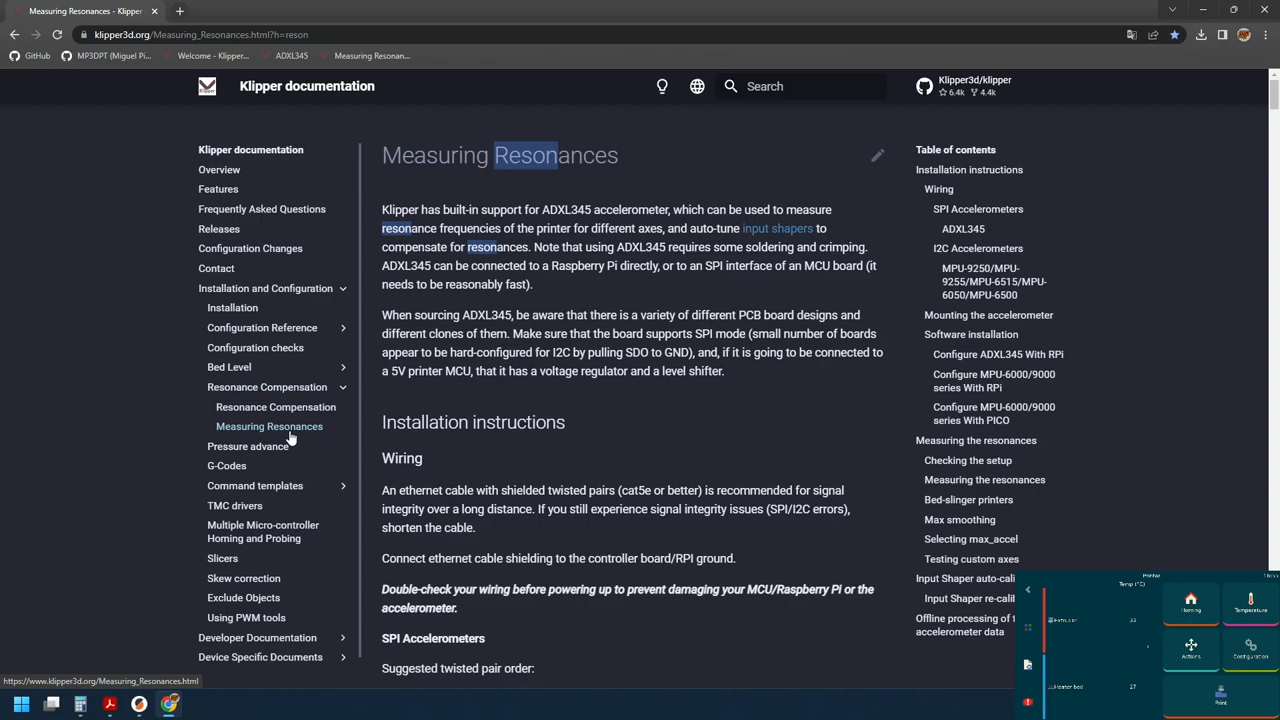 Measuring Resonances - Klipper
klipper3d.org/Measuring_Resonances.html?h=reson
GitHub
MP3DPT (Miguel Pi...
Welcome - Klipper...
ADXL345
Measuring Resonan...
Klipper documentation
Search
Klipper3d/klipper
6.4k 4.4k
Klipper documentation
Overview
Features
Frequently Asked Questions
Releases
Configuration Changes
Contact
Installation and Configuration
Installation
Configuration Reference
Configuration checks
Bed Level
Resonance Compensation
Resonance Compensation
Measuring Resonances
Pressure advance
G-Codes
Command templates
TMC drivers
Multiple Micro-controller
Homing and Probing
Slicers
Skew correction
Exclude Objects
Using PWM tools
Developer Documentation
Device Specific Documents
https://www.klipper3d.org/Measuring_Resonances.html
Measuring Resonances
Klipper has built-in support for ADXL345 accelerometer, which can be used to measure
resonance frequencies of the printer for different axes, and auto-tune input shapers to
compensate for resonances. Note that using ADXL345 requires some soldering and crimping.
ADXL345 can be connected to a Raspberry Pi directly, or to an SPI interface of an MCU board (it
needs to be reasonably fast).
When sourcing ADXL345, be aware that there is a variety of different PCB board designs and
different clones of them. Make sure that the board supports SPI mode (small number of boards
appear to be hard-configured for I2C by pulling SDO to GND), and, if it is going to be connected to
a 5V printer MCU, that it has a voltage regulator and a level shifter.
Installation instructions
Wiring
An ethernet cable with shielded twisted pairs (cat5e or better) is recommended for signal
integrity over a long distance. If you still experience signal integrity issues (SPI/I2C errors),
shorten the cable.
Connect ethernet cable shielding to the controller board/RPI ground.
Double-check your wiring before powering up to prevent damaging your MCU/Raspberry Pi or the
accelerometer.
SPI Accelerometers
Suggested twisted pair order:
Table of contents
Installation instructions
Wiring
SPI Accelerometers
ADXL345
I2C Accelerometers
MPU-9250/MPU-
9255/MPU-6515/MPU-
6050/MPU-6500
Mounting the accelerometer
Software installation
Configure ADXL345 With RPi
Configure MPU-6000/9000
series With RPi
Configure MPU-6000/9000
series With PICO
Measuring the resonances
Checking the setup
Measuring the resonances
Bed-slinger printers
Max smoothing
Selecting max_accel
Testing custom axes
Input Shaper auto-cali
Input Shaper re-cali
Offline processing of t
accelerometer data
Printer
Temp (°C)
Extruder 33
Heater bed 27
Homing
Temperature
Actions
Configuration
Print